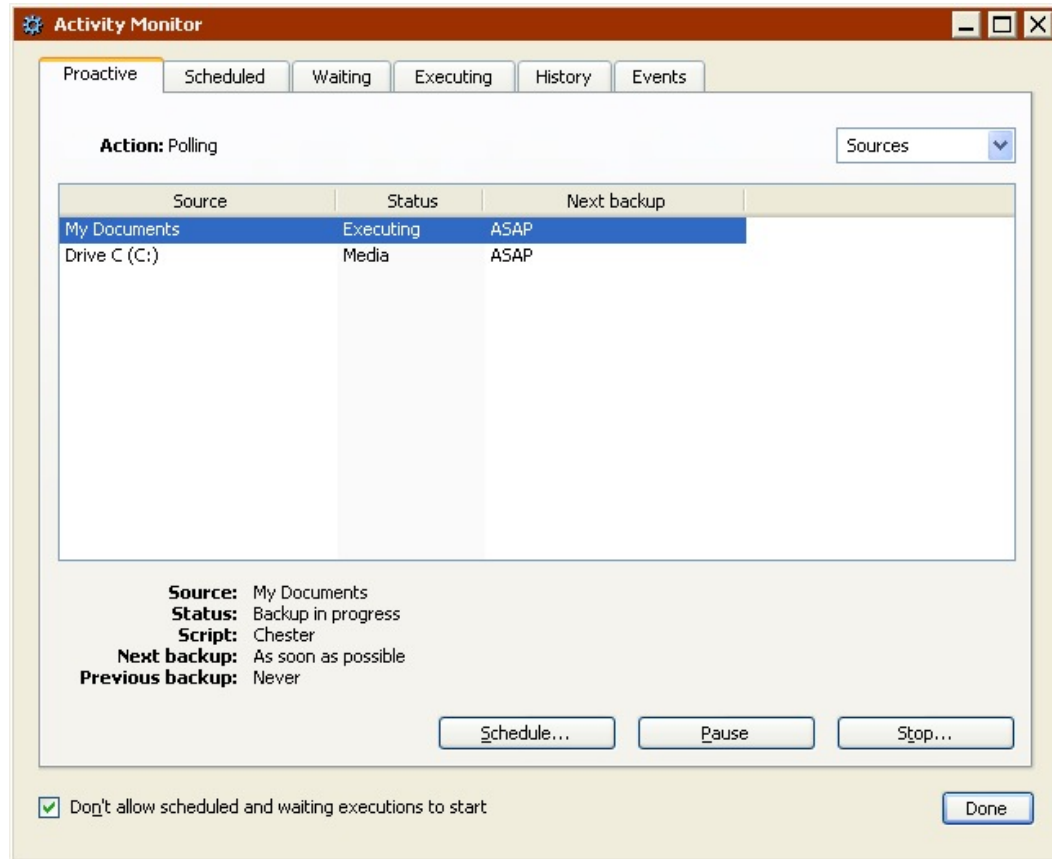 Activity Monitor
Proactive Scheduled Waiting Executing History Events
Action: Polling Sources
Source Status Next backup
My Documents Executing ASAP
Drive C (C:) Media ASAP
Source: My Documents
Status: Backup in progress
Script: Chester
Next backup: As soon as possible
Previous backup: Never
Schedule... Pause Stop...
Don't allow scheduled and waiting executions to start Done